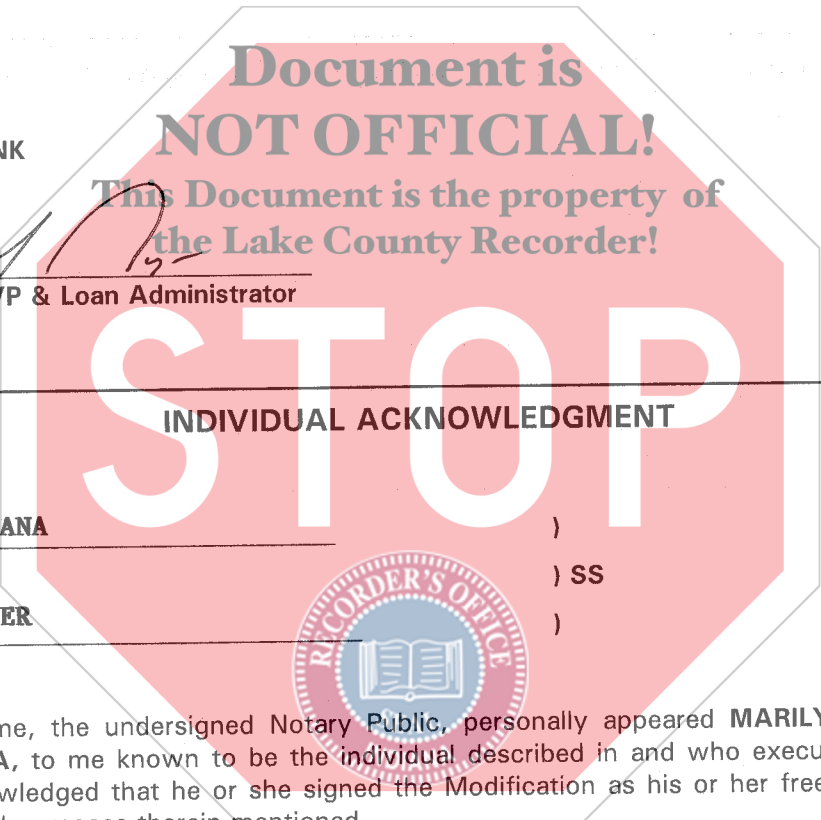 Document is
NOT OFFICIAL!
NK
This Document is the property of
the Lake County Recorder!
VP & Loan Administrator
STOP
INDIVIDUAL ACKNOWLEDGMENT
ANA
)
) SS
ER
)
RECORDER'S OFFICE
me, the undersigned Notary Public, personally appeared MARILY
A, to me known to be the individual described in and who execu
wledged that he or she signed the Modification as his or her free
therein mentioned